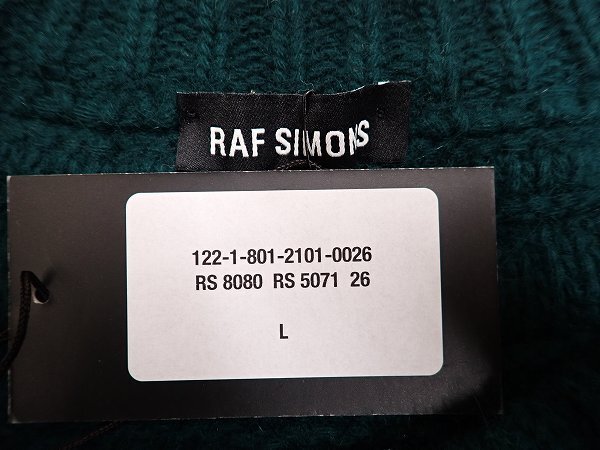 RAF SIMONS
122-1-801-2101-0026
RS 8080 RS 5071 26
L